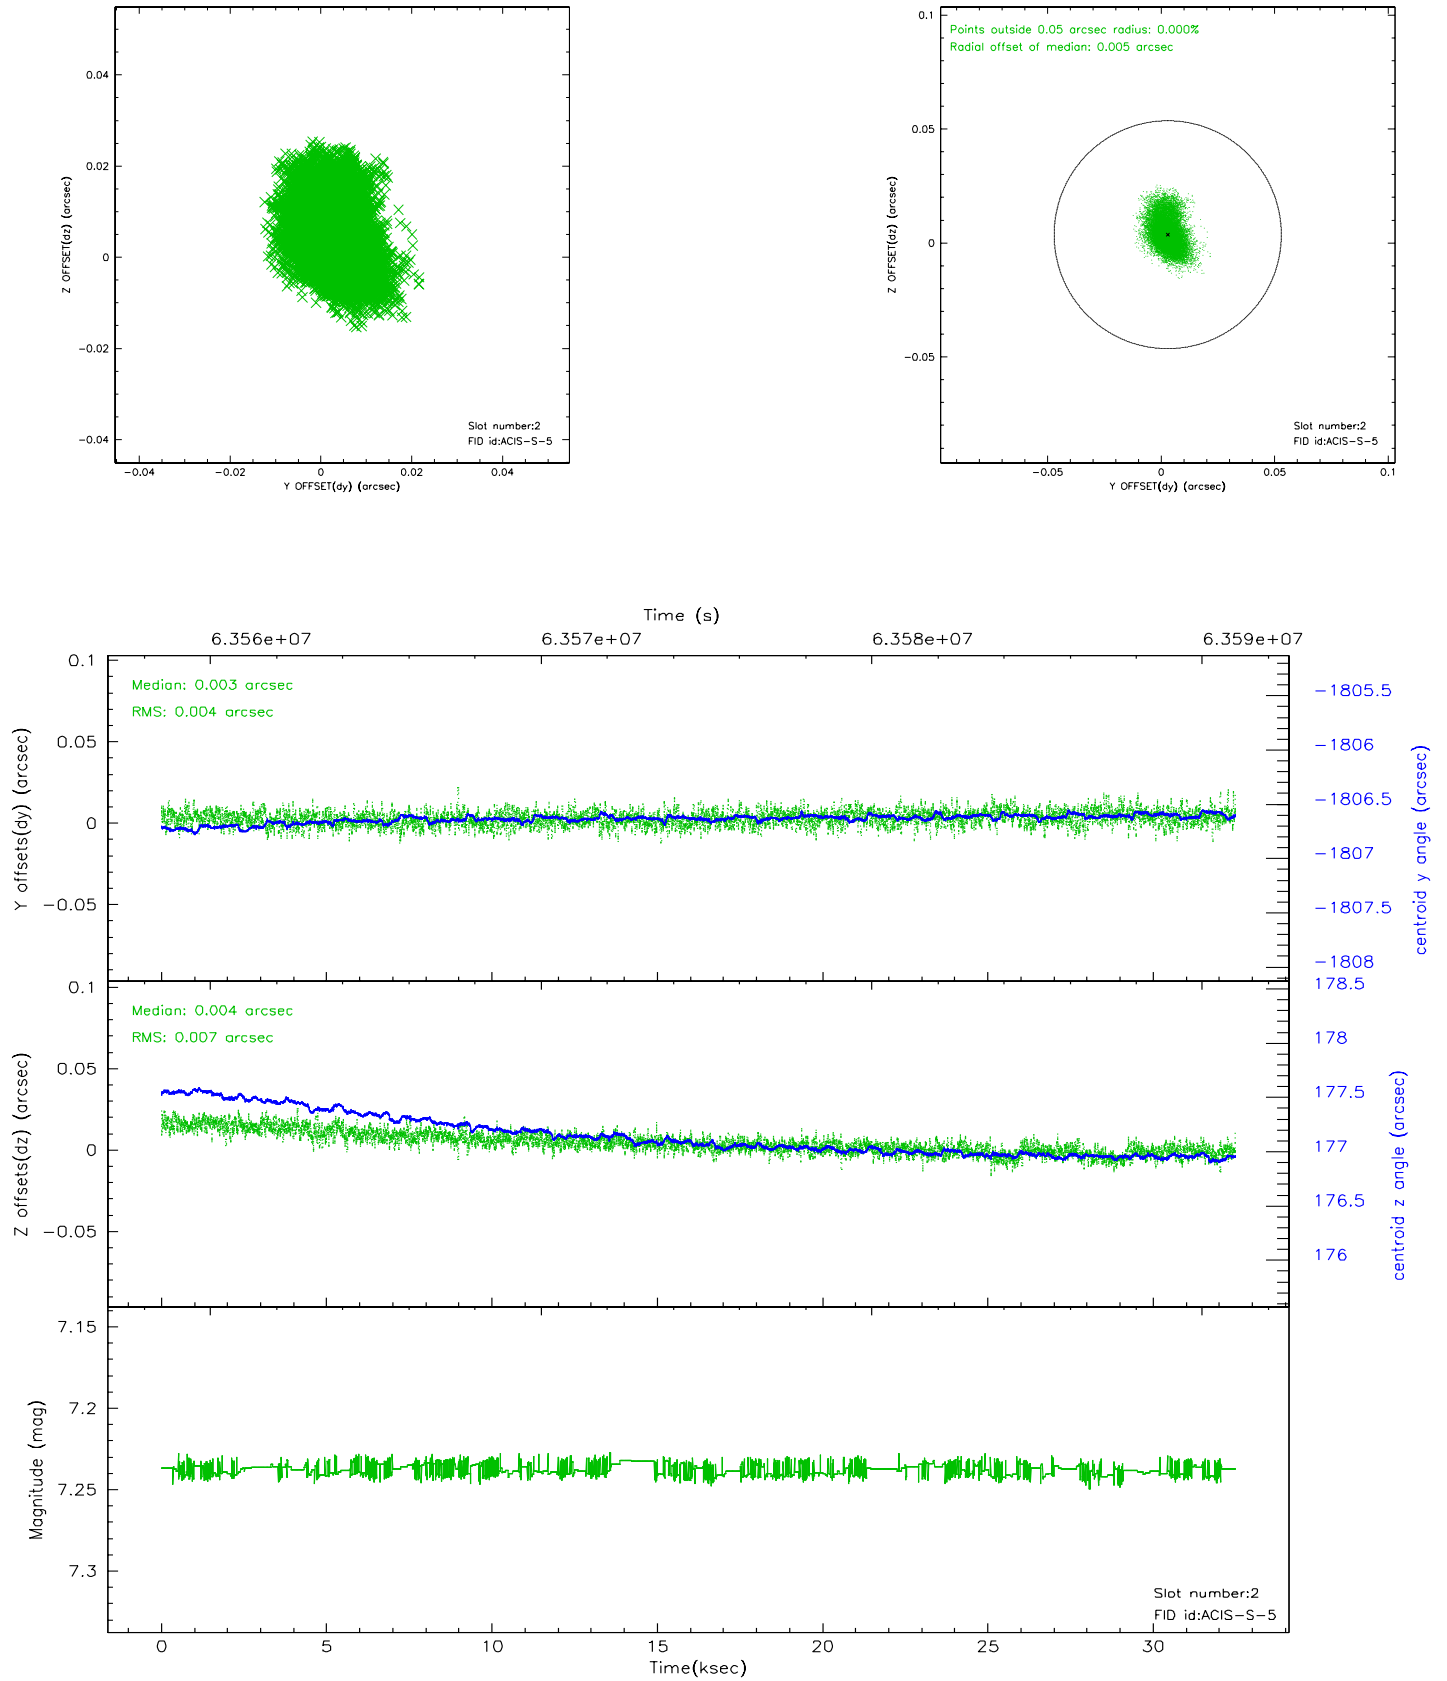 0.04
0.02
0
−0.02
−0.04
Z OFFSET(dz) (arcsec)
Slot number:2
FID id:ACIS−S−5
−0.04 −0.02 0 0.02 0.04
Y OFFSET(dy) (arcsec)
Points outside 0.05 arcsec radius: 0.000%
Radial offset of median: 0.005 arcsec
0.1
0.05
0
−0.05
Z OFFSET(dz) (arcsec)
Slot number:2
FID id:ACIS−S−5
−0.05 0 0.05 0.1
Y OFFSET(dy) (arcsec)
Time (s)
6.356e+07 6.357e+07 6.358e+07 6.359e+07
Median: 0.003 arcsec
RMS: 0.004 arcsec
0.1
0.05
0
−0.05
Y offsets(dy) (arcsec)
−1805.5
−1806
−1806.5
−1807
−1807.5
−1808
centroid y angle (arcsec)
Median: 0.004 arcsec
RMS: 0.007 arcsec
0.1
0.05
0
−0.05
Z offsets(dz) (arcsec)
178.5
178
177.5
177
176.5
176
centroid z angle (arcsec)
7.15
7.2
7.25
7.3
Magnitude (mag)
Slot number:2
FID id:ACIS−S−5
0 5 10 15 20 25 30
Time(ksec)